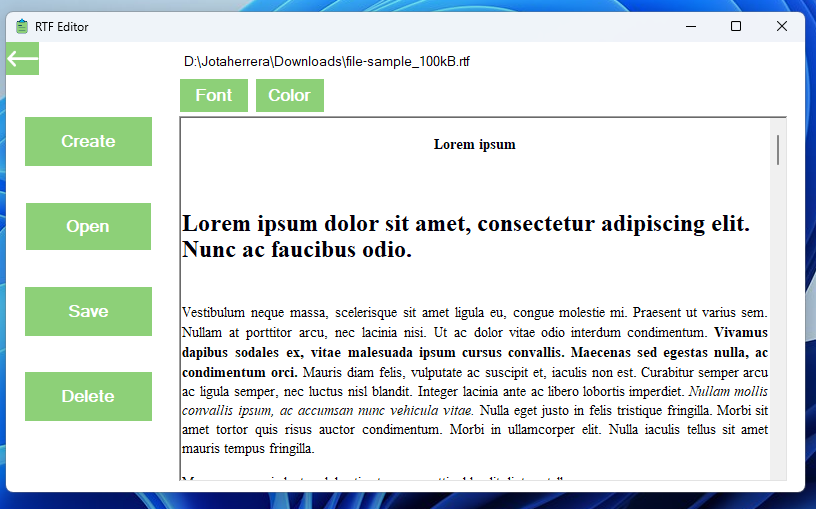 RTF Editor
D:\Jotaherrera\Downloads\file-sample_100kB.rtf
Font Color
Create
Open
Save
Delete
Lorem ipsum
Lorem ipsum dolor sit amet, consectetur adipiscing elit.
Nunc ac faucibus odio.
Vestibulum neque massa, scelerisque sit amet ligula eu, congue molestie mi. Praesent ut varius sem.
Nullam at porttitor arcu, nec lacinia nisi. Ut ac dolor vitae odio interdum condimentum. Vivamus
dapibus sodales ex, vitae malesuada ipsum cursus convallis. Maecenas sed egestas nulla, ac
condimentum orci. Mauris diam felis, vulputate ac suscipit et, iaculis non est. Curabitur semper arcu
ac ligula semper, nec luctus nisl blandit. Integer lacinia ante ac libero lobortis imperdiet. Nullam mollis
convallis ipsum, ac accumsan nunc vehicula vitae. Nulla eget justo in felis tristique fringilla. Morbi sit
amet tortor quis risus auctor condimentum. Morbi in ullamcorper elit. Nulla iaculis tellus sit amet
mauris tempus fringilla.